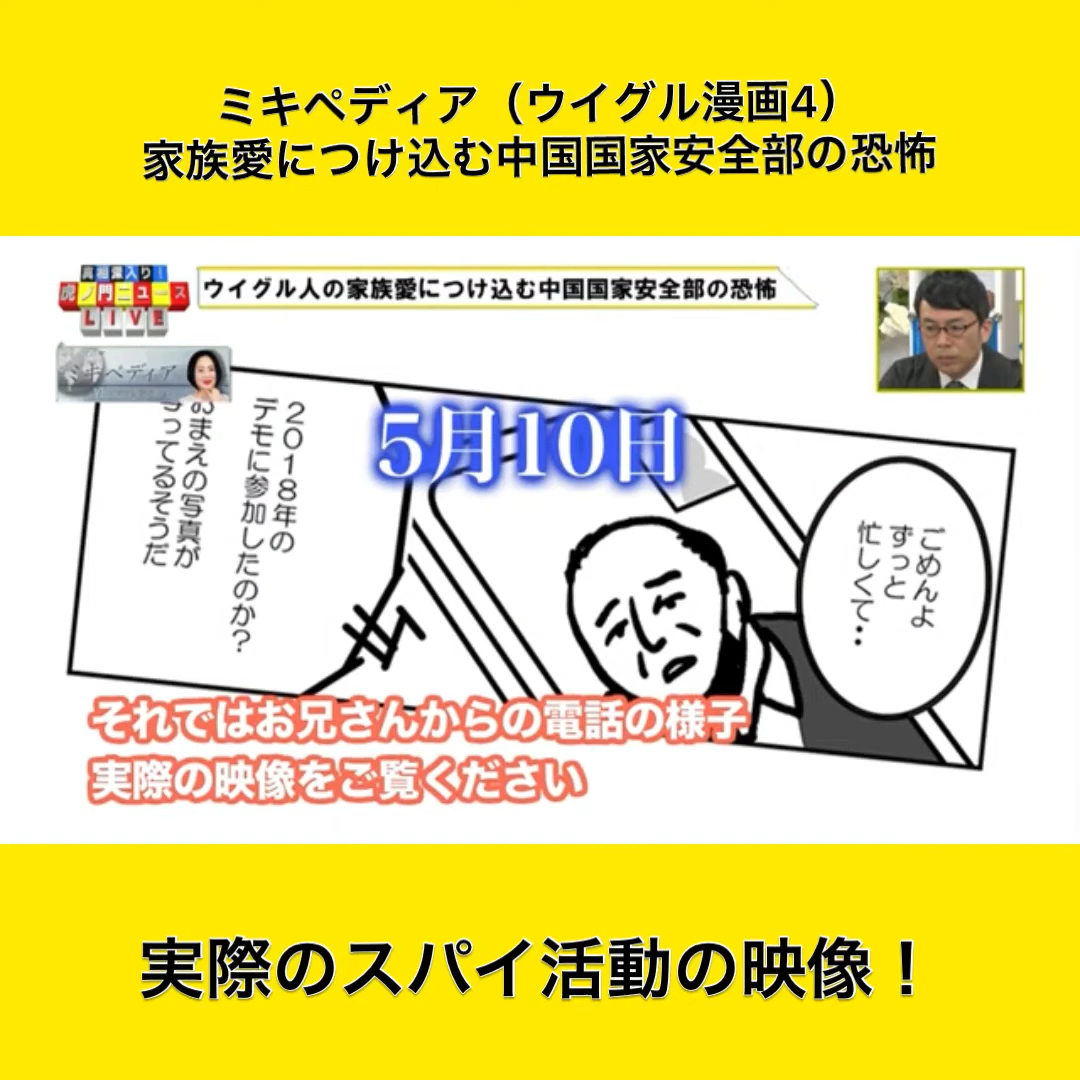 ミキペディア（ウイグル漫画4）
家族愛につけ込む中国国家安全部の恐怖
真相深入り！
虎ノ門ニュース
LIVE
ウイグル人の家族愛につけ込む中国国家安全部の恐怖
ミキペディア
5月10日
ごめんよ
ずっと
忙しくて・・
2018年の
デモに参加したのか？
おまえの写真が
写ってるそうだ
それではお兄さんからの電話の様子
実際の映像をご覧ください
実際のスパイ活動の映像！